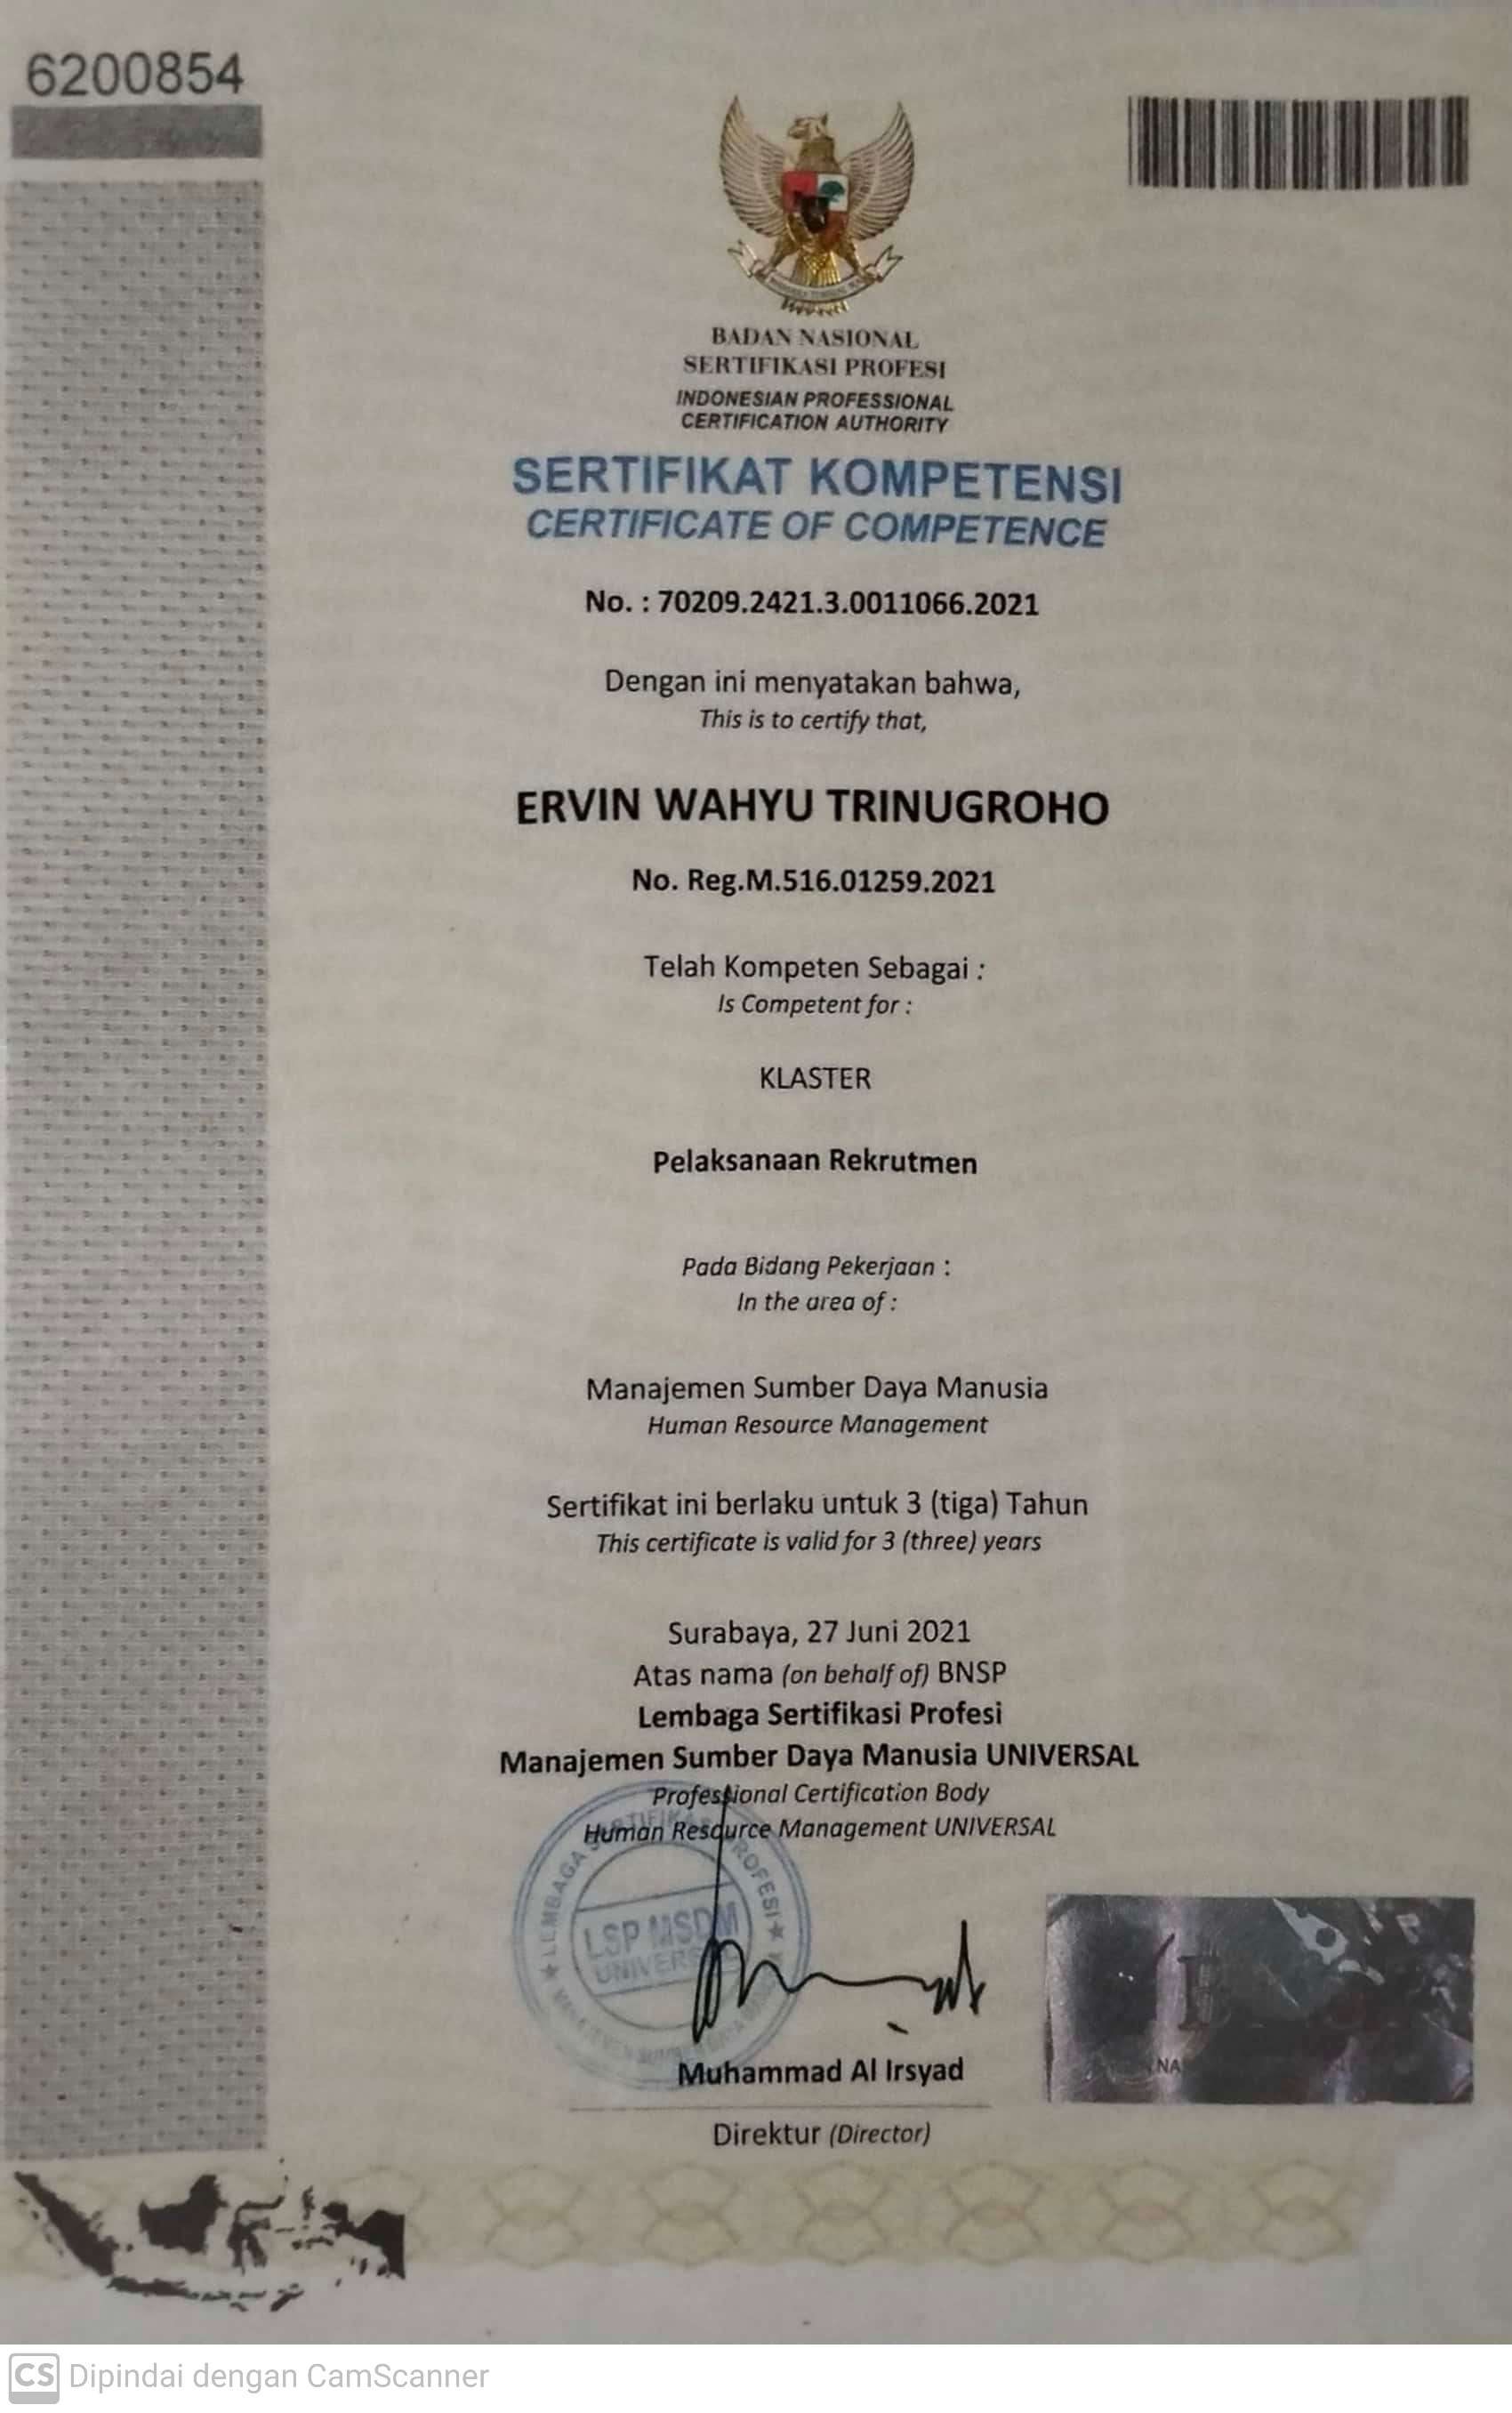 6200854
BADAN NASIONAL
SERTIFIKASI PROFESI
INDONESIAN PROFESSIONAL
CERTIFICATION AUTHORITY
SERTIFIKAT KOMPETENSI
CERTIFICATE OF COMPETENCE
No. : 70209.2421.3.0011066.2021
Dengan ini menyatakan bahwa,
This is to certify that,
ERVIN WAHYU TRINUGROHO
No. Reg.M.516.01259.2021
Telah Kompeten Sebagai :
Is Competent for :
KLASTER
Pelaksanaan Rekrutmen
Pada Bidang Pekerjaan :
In the area of :
Manajemen Sumber Daya Manusia
Human Resource Management
Sertifikat ini berlaku untuk 3 (tiga) Tahun
This certificate is valid for 3 (three) years
Surabaya, 27 Juni 2021
Atas nama (on behalf of) BNSP
Lembaga Sertifikasi Profesi
Manajemen Sumber Daya Manusia UNIVERSAL
Professional Certification Body
Human Resource Management UNIVERSAL
LEMBAGA
LSP MSDM
Muhammad Al Irsyad
Direktur (Director)
CS Dipindai dengan CamScanner